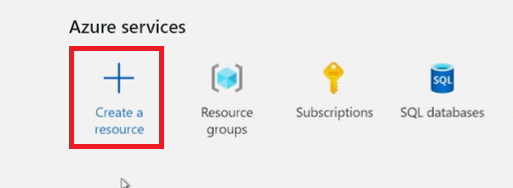 Azure services
SQL
Create a
resource
Resource
groups
Subscriptions
SQL databases